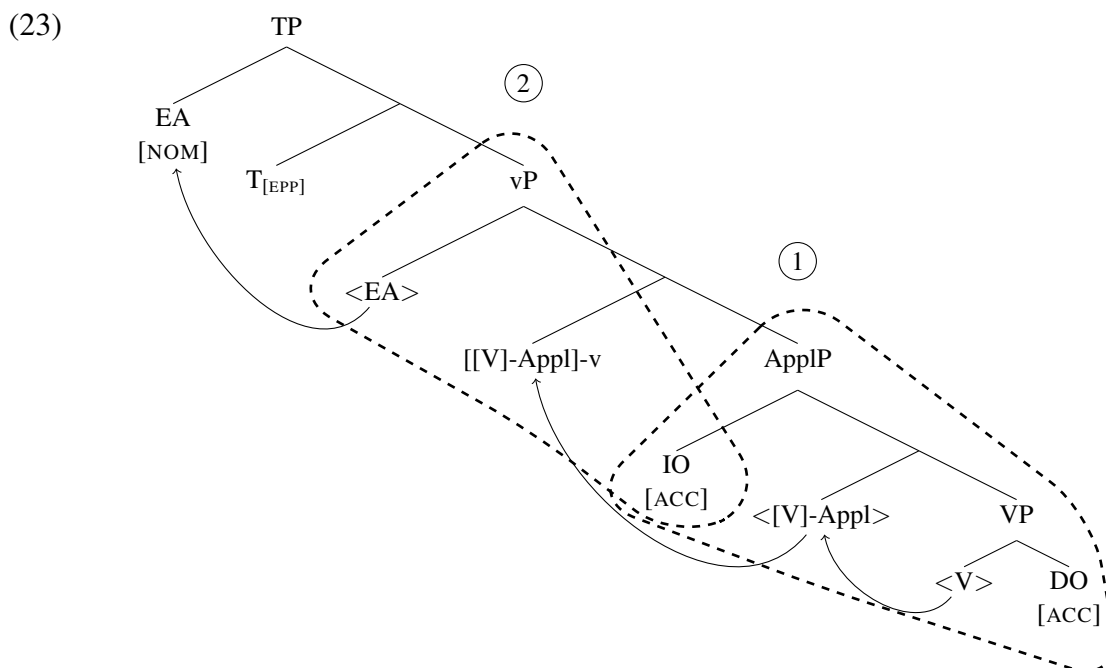 (23)
TP
②
EA
[NOM]
T[EPP]
vP
①
<EA>
[[V]-Appl]-v
ApplP
IO
[ACC]
<[V]-Appl>
VP
<V>
DO
[ACC]